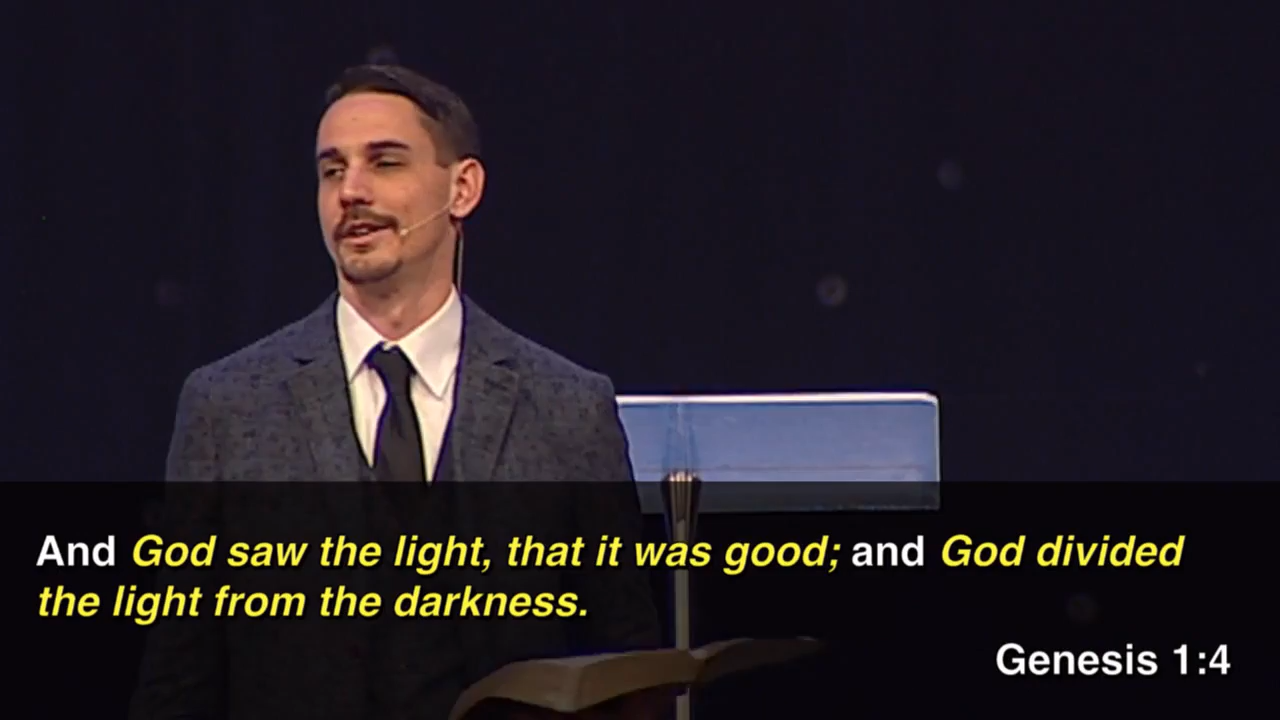 And God saw the light, that it was good; and God divided
the light from the darkness.
Genesis 1:4